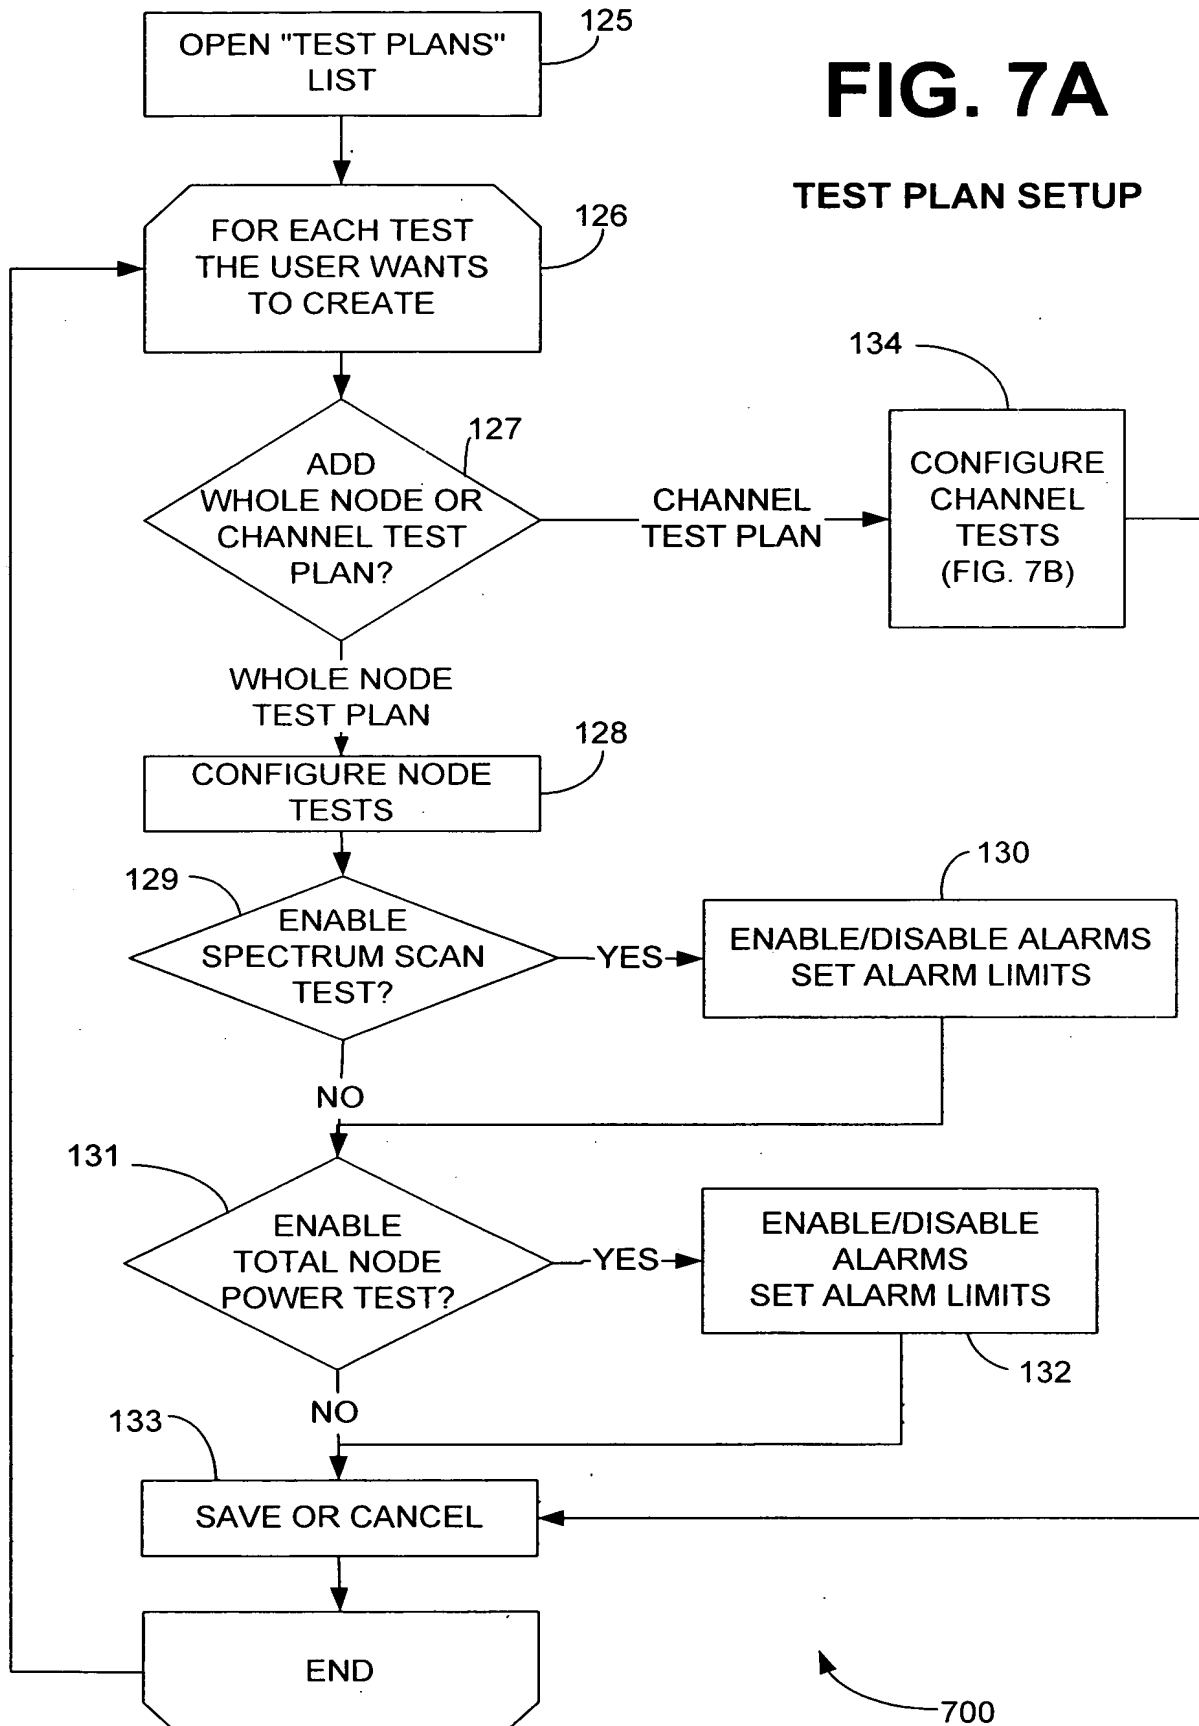 OPEN "TEST PLANS"
LIST
125
FIG. 7A
TEST PLAN SETUP
FOR EACH TEST
THE USER WANTS
TO CREATE
126
ADD
WHOLE NODE OR
CHANNEL TEST
PLAN?
127
CHANNEL
TEST PLAN
134
CONFIGURE
CHANNEL
TESTS
(FIG. 7B)
WHOLE NODE
TEST PLAN
128
CONFIGURE NODE
TESTS
129
ENABLE
SPECTRUM SCAN
TEST?
YES
130
ENABLE/DISABLE ALARMS
SET ALARM LIMITS
NO
131
ENABLE
TOTAL NODE
POWER TEST?
YES
ENABLE/DISABLE
ALARMS
SET ALARM LIMITS
132
NO
133
SAVE OR CANCEL
END
700